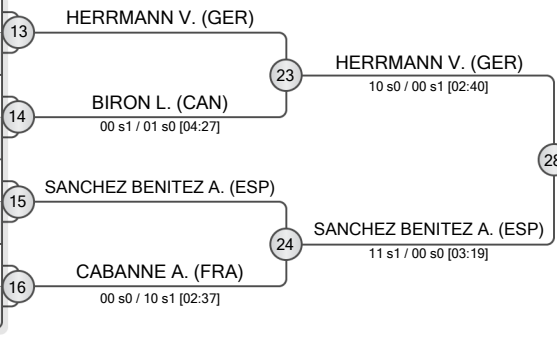 HERRMANN V. (GER)
13
23
HERRMANN V. (GER)
10 s0 / 00 s1 [02:40]
BIRON L. (CAN)
14
00 s1 / 01 s0 [04:27]
28
SANCHEZ BENITEZ A. (ESP)
15
24
SANCHEZ BENITEZ A. (ESP)
11 s1 / 00 s0 [03:19]
CABANNE A. (FRA)
16
00 s0 / 10 s1 [02:37]